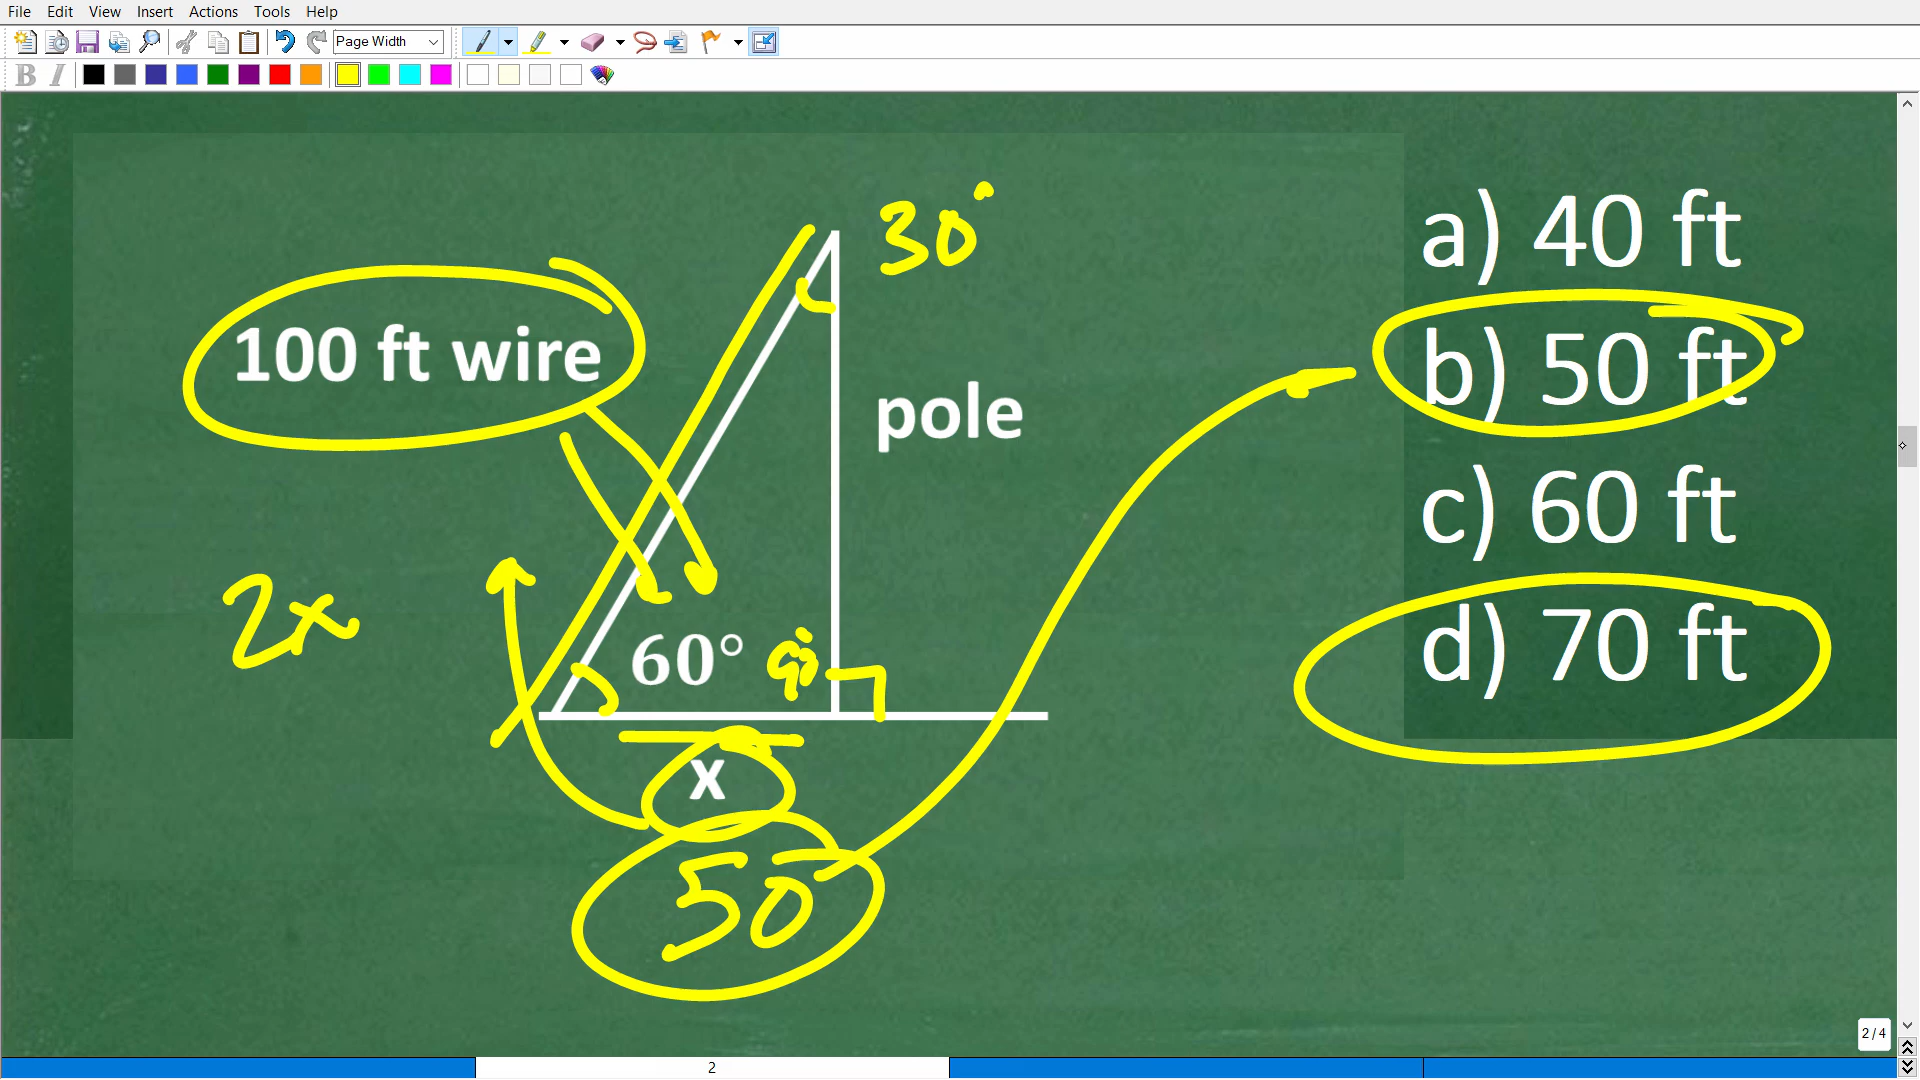 File Edit View Insert Actions Tools Help
Page Width
B I
30°
100 ft wire
pole
2x
60° 90°
x
50
a) 40 ft
b) 50 ft
c) 60 ft
d) 70 ft
2 / 4
2